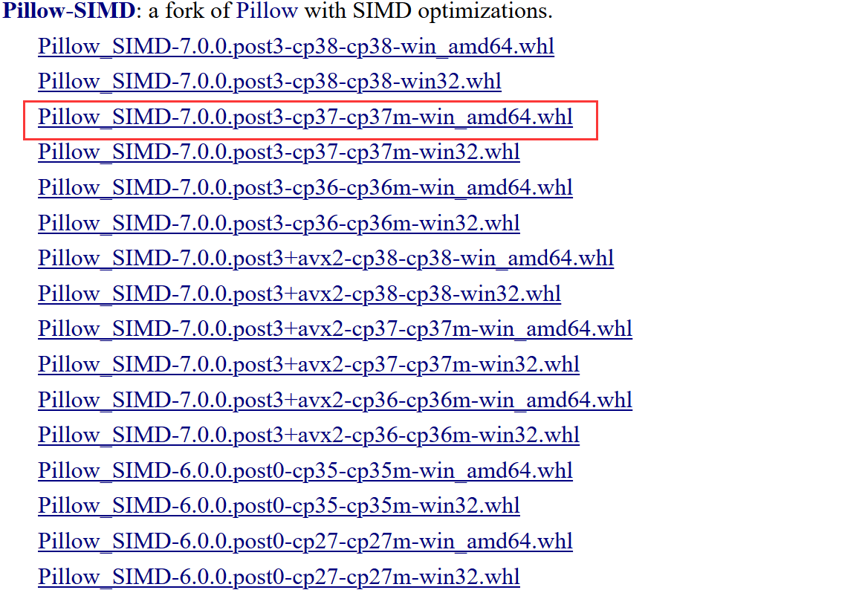 Pillow-SIMD: a fork of Pillow with SIMD optimizations.
Pillow_SIMD-7.0.0.post3-cp38-cp38-win_amd64.whl
Pillow_SIMD-7.0.0.post3-cp38-cp38-win32.whl
Pillow_SIMD-7.0.0.post3-cp37-cp37m-win_amd64.whl
Pillow_SIMD-7.0.0.post3-cp37-cp37m-win32.whl
Pillow_SIMD-7.0.0.post3-cp36-cp36m-win_amd64.whl
Pillow_SIMD-7.0.0.post3-cp36-cp36m-win32.whl
Pillow_SIMD-7.0.0.post3+avx2-cp38-cp38-win_amd64.whl
Pillow_SIMD-7.0.0.post3+avx2-cp38-cp38-win32.whl
Pillow_SIMD-7.0.0.post3+avx2-cp37-cp37m-win_amd64.whl
Pillow_SIMD-7.0.0.post3+avx2-cp37-cp37m-win32.whl
Pillow_SIMD-7.0.0.post3+avx2-cp36-cp36m-win_amd64.whl
Pillow_SIMD-7.0.0.post3+avx2-cp36-cp36m-win32.whl
Pillow_SIMD-6.0.0.post0-cp35-cp35m-win_amd64.whl
Pillow_SIMD-6.0.0.post0-cp35-cp35m-win32.whl
Pillow_SIMD-6.0.0.post0-cp27-cp27m-win_amd64.whl
Pillow_SIMD-6.0.0.post0-cp27-cp27m-win32.whl